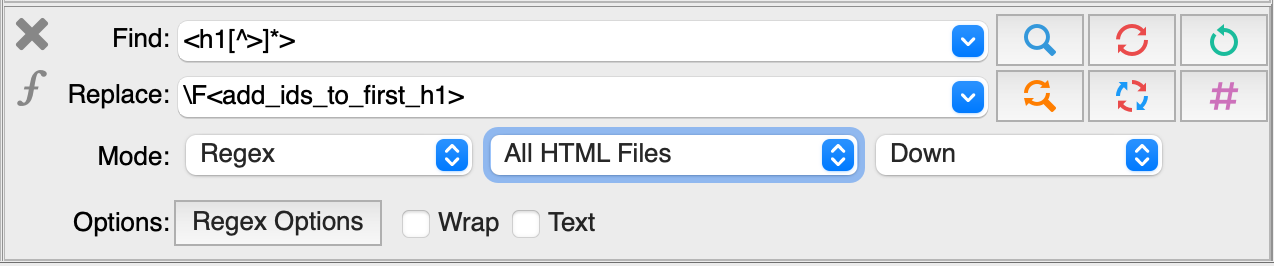 Find: <h1[^>]*>
Replace: \F<add_ids_to_first_h1>
Mode: Regex All HTML Files Down
Options: Regex Options Wrap Text